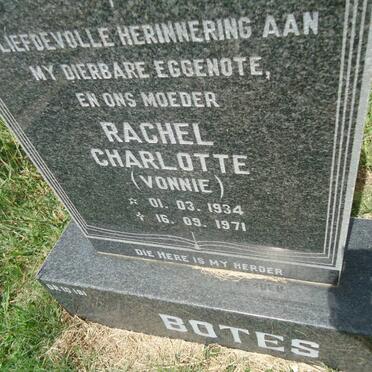 LIEFDEVOLLE HERINNERING AAN
MY DIERBARE EGGENOTE,
EN ONS MOEDER
RACHEL
CHARLOTTE
(VONNIE)
☆ 01. 03. 1934
✝ 16. 09. 1971
DIE HERE IS MY HERDER
BOTES